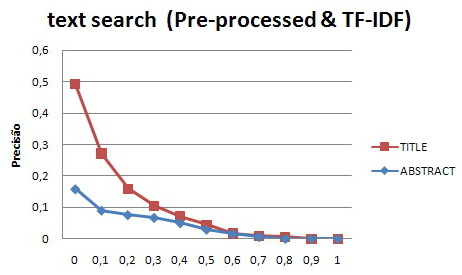 text search (Pre-processed & TF-IDF)
0,6
0,5
0,4
0,3
0,2
0,1
0
Precisão
0 0,1 0,2 0,3 0,4 0,5 0,6 0,7 0,8 0,9 1
TITLE
ABSTRACT